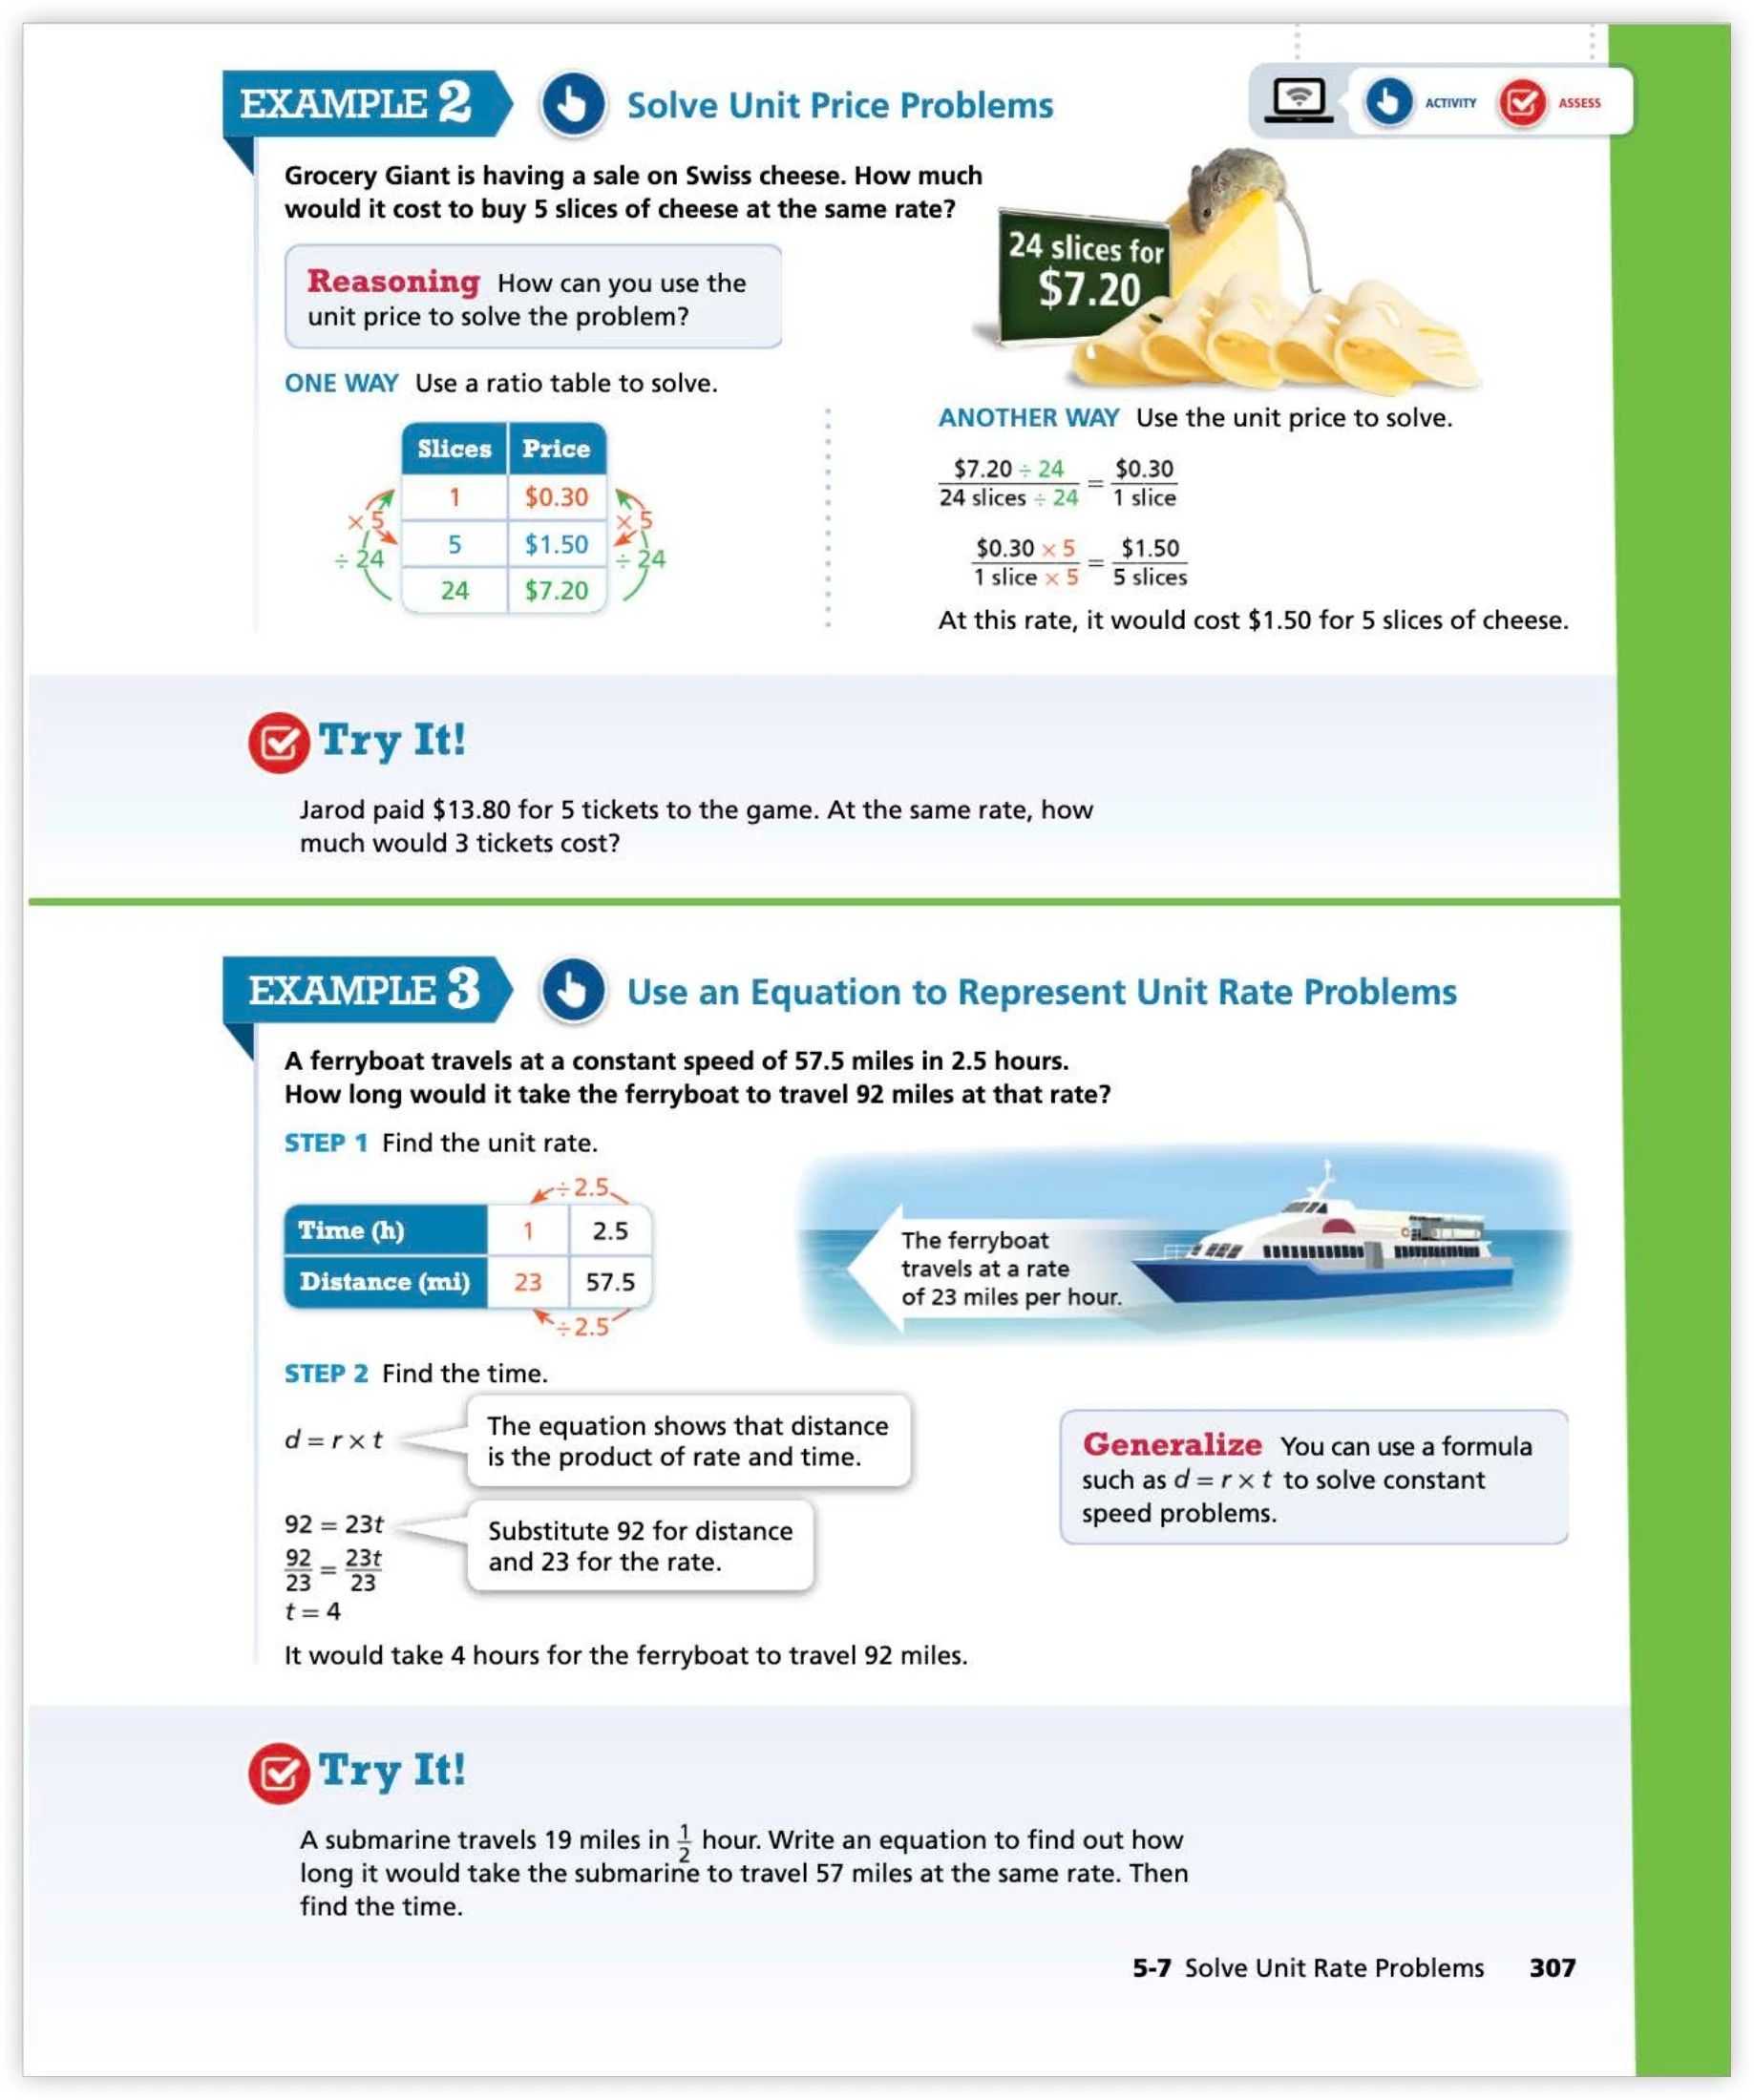 EXAMPLE 2 Solve Unit Price Problems
ACTIVITY ASSESS
Grocery Giant is having a sale on Swiss cheese. How much
would it cost to buy 5 slices of cheese at the same rate?
24 slices for
$7.20
Reasoning How can you use the
unit price to solve the problem?
ONE WAY Use a ratio table to solve.
Slices Price
1 $0.30
5 $1.50
24 $7.20
× 5
÷ 24
× 5
÷ 24
ANOTHER WAY Use the unit price to solve.
$7.20 ÷ 24 / 24 slices ÷ 24 = $0.30 / 1 slice
$0.30 × 5 / 1 slice × 5 = $1.50 / 5 slices
At this rate, it would cost $1.50 for 5 slices of cheese.
Try It!
Jarod paid $13.80 for 5 tickets to the game. At the same rate, how
much would 3 tickets cost?
EXAMPLE 3 Use an Equation to Represent Unit Rate Problems
A ferryboat travels at a constant speed of 57.5 miles in 2.5 hours.
How long would it take the ferryboat to travel 92 miles at that rate?
STEP 1 Find the unit rate.
÷ 2.5
Time (h) 1 2.5
Distance (mi) 23 57.5
÷ 2.5
The ferryboat
travels at a rate
of 23 miles per hour.
STEP 2 Find the time.
d = r × t
The equation shows that distance
is the product of rate and time.
92 = 23t
Substitute 92 for distance
and 23 for the rate.
92/23 = 23t/23
t = 4
Generalize You can use a formula
such as d = r × t to solve constant
speed problems.
It would take 4 hours for the ferryboat to travel 92 miles.
Try It!
A submarine travels 19 miles in 1/2 hour. Write an equation to find out how
long it would take the submarine to travel 57 miles at the same rate. Then
find the time.
5-7 Solve Unit Rate Problems 307